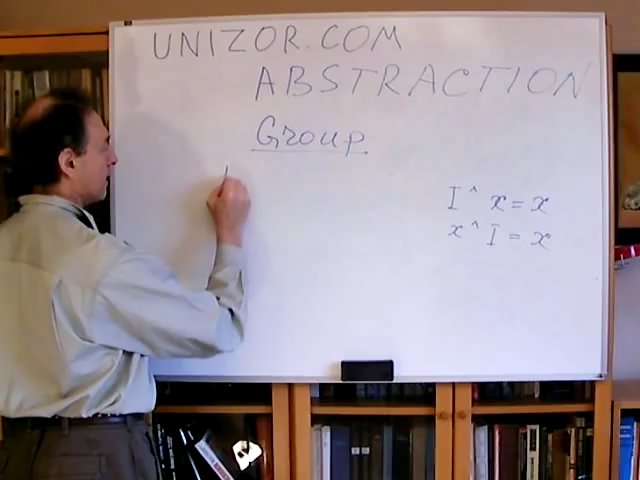 UNIZOR.COM
ABSTRACTION
Group
I ^ x = x
x ^ I = x